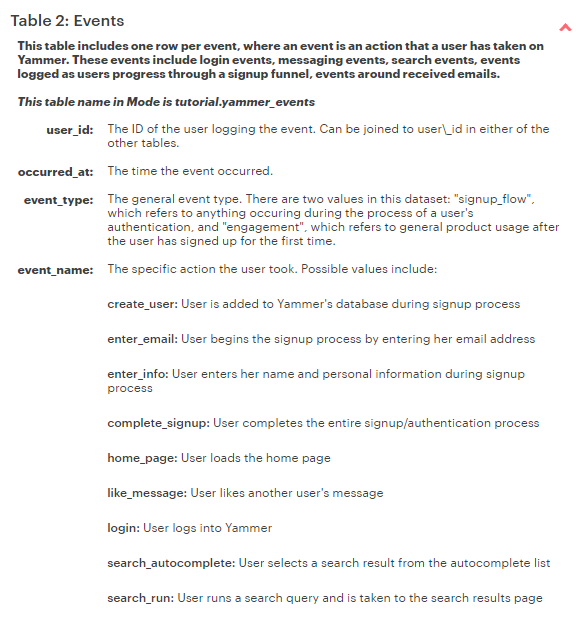 Table 2: Events
This table includes one row per event, where an event is an action that a user has taken on
Yammer. These events include login events, messaging events, search events, events
logged as users progress through a signup funnel, events around received emails.
This table name in Mode is tutorial.yammer_events
user_id: The ID of the user logging the event. Can be joined to user\_id in either of the
other tables.
occurred_at: The time the event occurred.
event_type: The general event type. There are two values in this dataset: "signup_flow",
which refers to anything occuring during the process of a user's
authentication, and "engagement", which refers to general product usage after
the user has signed up for the first time.
event_name: The specific action the user took. Possible values include:
create_user: User is added to Yammer's database during signup process
enter_email: User begins the signup process by entering her email address
enter_info: User enters her name and personal information during signup
process
complete_signup: User completes the entire signup/authentication process
home_page: User loads the home page
like_message: User likes another user's message
login: User logs into Yammer
search_autocomplete: User selects a search result from the autocomplete list
search_run: User runs a search query and is taken to the search results page